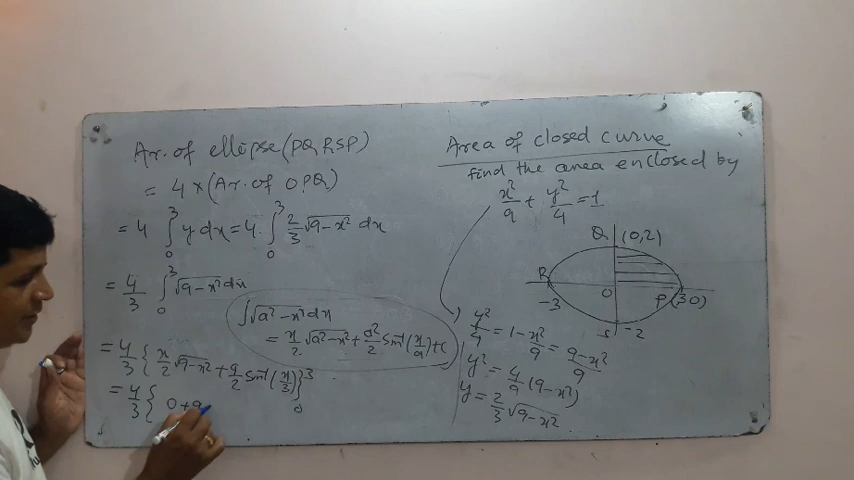 Ar. of ellipse (PQRSP)
= 4 × (Ar. of OPQ)
= 4 ∫₀³ y dx = 4. ∫₀³ 2/3 √9-x² dx
= 4/3 ∫₀³ √9-x² dx
∫√a²-x² dx
= x/2 √a²-x² + a²/2 sin⁻¹(x/a) + c
= 4/3 { x/2 √9-x² + 9/2 sin⁻¹(x/3) }₀³
= 4/3 { 0 + 9
Area of closed curve
find the area enclosed by
x²/9 + y²/4 = 1
Q (0,2)
R O P (3 0)
-3
S -2
y²/4 = 1 - x²/9 = 9-x²/9
y² = 4/9 (9-x²)
y = 2/3 √9-x²